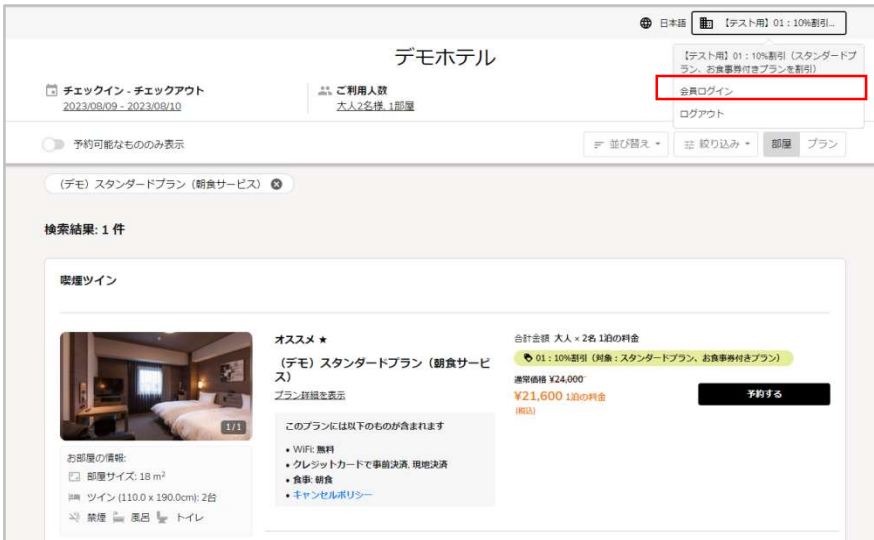 日本語
【テスト用】01：10%割引...
デモホテル
【テスト用】01：10%割引（スタンダードプ
ラン、お食事券付きプランを割引）
会員ログイン
ログアウト
チェックイン - チェックアウト
2023/08/09 - 2023/08/10
ご利用人数
大人2名様, 1部屋
予約可能なもののみ表示
並び替え
絞り込み
部屋
プラン
（デモ）スタンダードプラン（朝食サービス）
検索結果: 1 件
喫煙ツイン
1/1
お部屋の情報:
部屋サイズ: 18 m²
ツイン (110.0 x 190.0cm): 2台
禁煙 風呂 トイレ
オススメ ★
（デモ）スタンダードプラン（朝食サービ
ス）
プラン詳細を表示
このプランには以下のものが含まれます
• WiFi: 無料
• クレジットカードで事前決済, 現地決済
• 食事: 朝食
• キャンセルポリシー
合計金額 大人 × 2名 1泊の料金
01：10%割引（対象：スタンダードプラン、お食事券付きプラン）
通常価格 ¥24,000
¥21,600 1泊の料金
(税込)
予約する